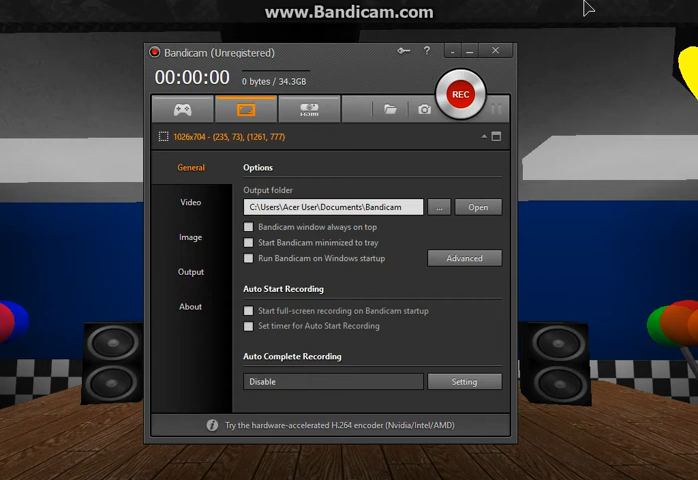 www.Bandicam.com
Bandicam (Unregistered)
?
00:00:00
0 bytes / 34.3GB
REC
HDMI
1026x704 - (235, 73), (1261, 777)
General
Video
Image
Output
About
Options
Output folder
C:\Users\Acer User\Documents\Bandicam
...
Open
Bandicam window always on top
Start Bandicam minimized to tray
Run Bandicam on Windows startup
Advanced
Auto Start Recording
Start full-screen recording on Bandicam startup
Set timer for Auto Start Recording
Auto Complete Recording
Disable
Setting
Try the hardware-accelerated H.264 encoder (Nvidia/Intel/AMD)